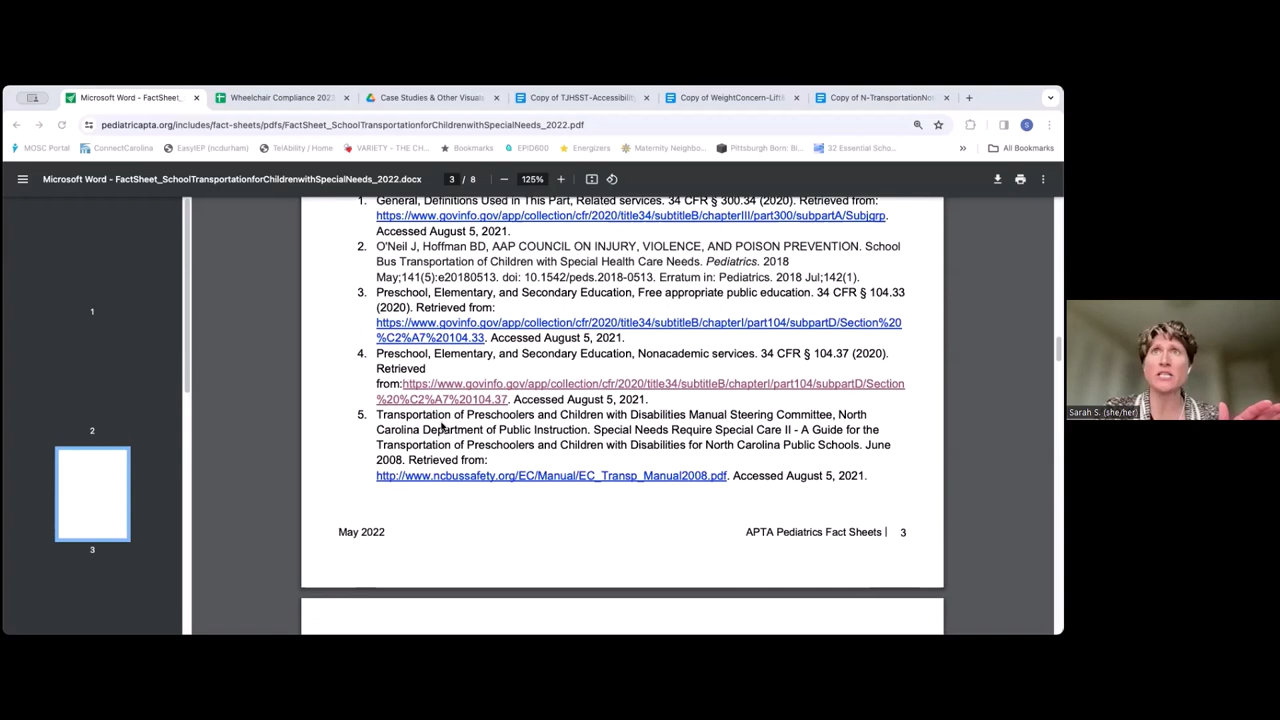 Microsoft Word - FactSheet_
Wheelchair Compliance 2023
Case Studies & Other Visuals
Copy of TJHSST-Accessibility
Copy of WeightConcern-Lift&
Copy of N-TransportationNo
pediatricapta.org/includes/fact-sheets/pdfs/FactSheet_SchoolTransportationforChildrenwithSpecialNeeds_2022.pdf
S
MOSC Portal
ConnectCarolina
EasyIEP (ncdurham)
TelAbility / Home
VARIETY - THE CH...
Bookmarks
EPID600
Energizers
Maternity Neighbo...
Pittsburgh Born: Bi...
32 Essential Scho...
All Bookmarks
Microsoft Word - FactSheet_SchoolTransportationforChildrenwithSpecialNeeds_2022.docx
3 / 8
125%
1. General, Definitions Used in This Part, Related services. 34 CFR § 300.34 (2020). Retrieved from:
https://www.govinfo.gov/app/collection/cfr/2020/title34/subtitleB/chapterIII/part300/subpartA/Subjgrp.
Accessed August 5, 2021.
2. O'Neil J, Hoffman BD, AAP COUNCIL ON INJURY, VIOLENCE, AND POISON PREVENTION. School
Bus Transportation of Children with Special Health Care Needs. Pediatrics. 2018
May;141(5):e20180513. doi: 10.1542/peds.2018-0513. Erratum in: Pediatrics. 2018 Jul;142(1).
3. Preschool, Elementary, and Secondary Education, Free appropriate public education. 34 CFR § 104.33
(2020). Retrieved from:
https://www.govinfo.gov/app/collection/cfr/2020/title34/subtitleB/chapterI/part104/subpartD/Section%20
%C2%A7%20104.33. Accessed August 5, 2021.
4. Preschool, Elementary, and Secondary Education, Nonacademic services. 34 CFR § 104.37 (2020).
Retrieved
from:https://www.govinfo.gov/app/collection/cfr/2020/title34/subtitleB/chapterI/part104/subpartD/Section
%20%C2%A7%20104.37. Accessed August 5, 2021.
5. Transportation of Preschoolers and Children with Disabilities Manual Steering Committee, North
Carolina Department of Public Instruction. Special Needs Require Special Care II - A Guide for the
Transportation of Preschoolers and Children with Disabilities for North Carolina Public Schools. June
2008. Retrieved from:
http://www.ncbussafety.org/EC/Manual/EC_Transp_Manual2008.pdf. Accessed August 5, 2021.
May 2022
APTA Pediatrics Fact Sheets | 3
1
2
3
Sarah S. (she/her)